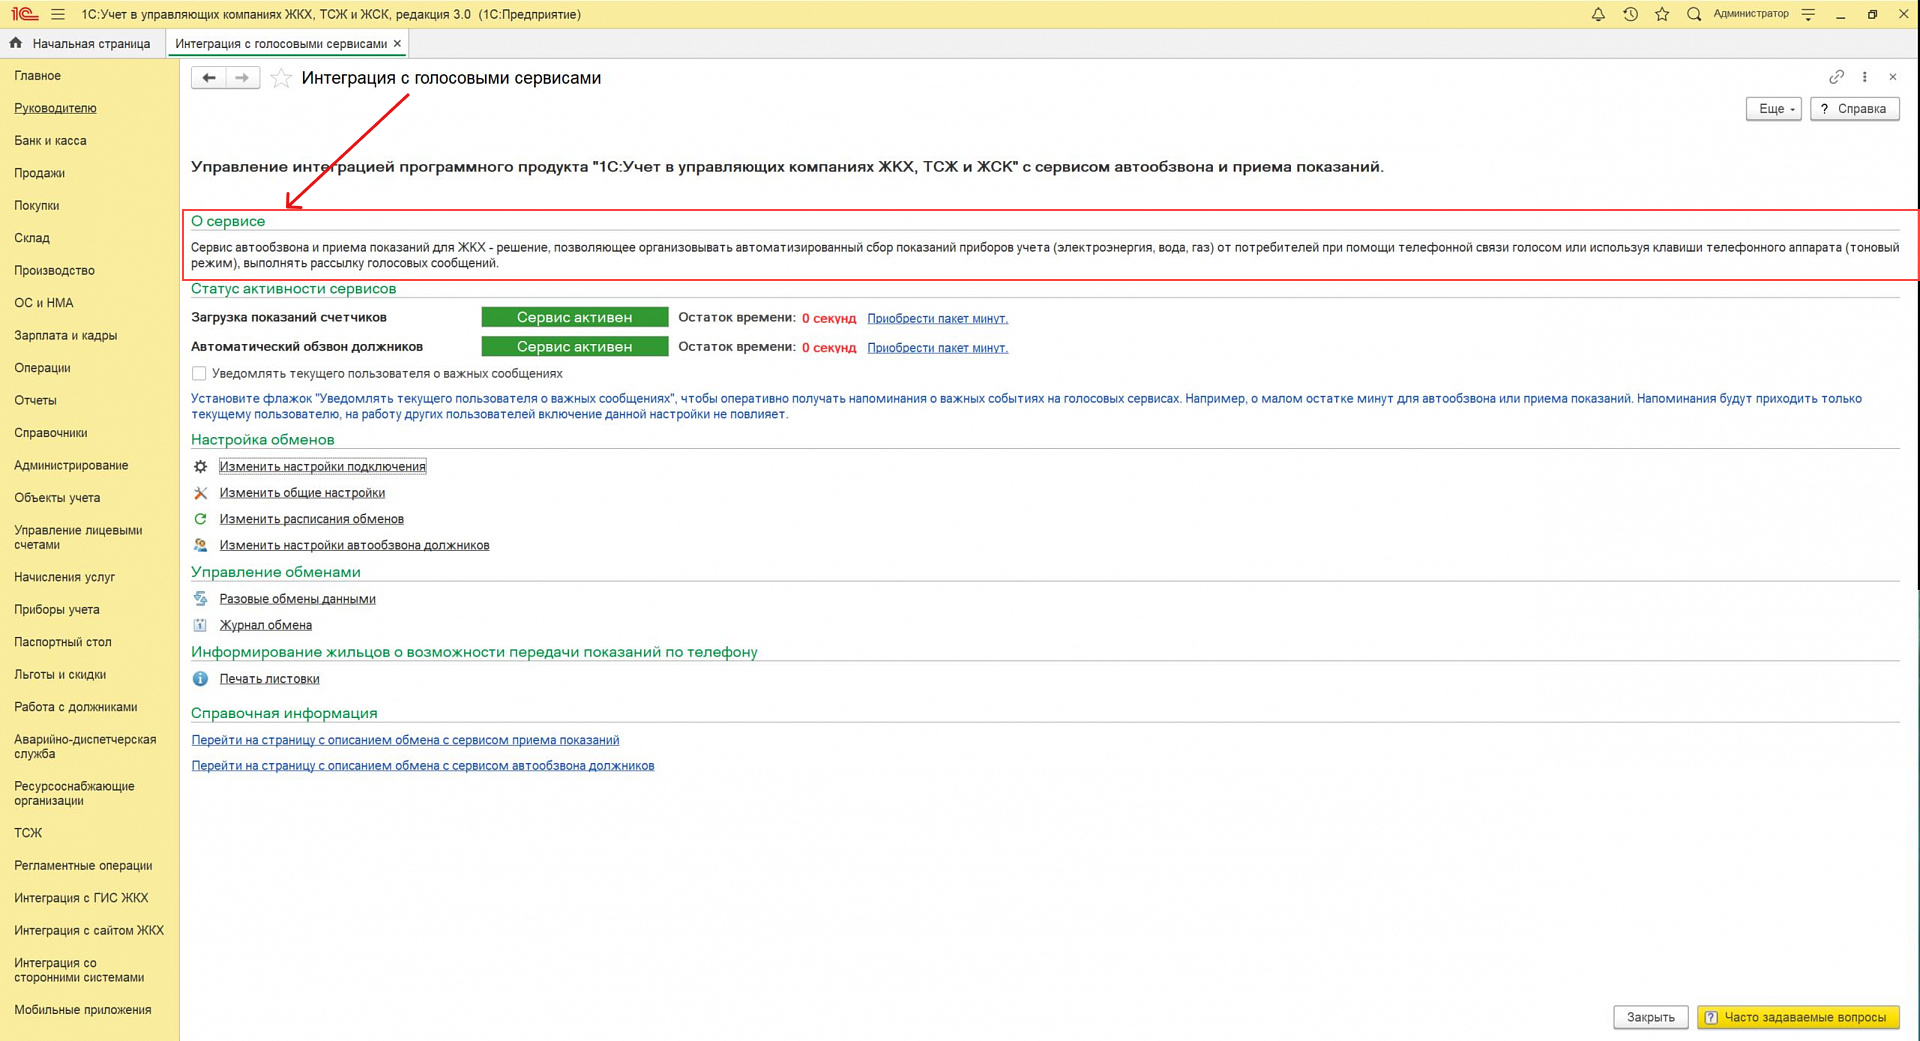 1С:Учет в управляющих компаниях ЖКХ, ТСЖ и ЖСК, редакция 3.0 (1С:Предприятие)
Администратор
Начальная страница
Интеграция с голосовыми сервисами ×
Главное
Руководителю
Банк и касса
Продажи
Покупки
Склад
Производство
ОС и НМА
Зарплата и кадры
Операции
Отчеты
Справочники
Администрирование
Объекты учета
Управление лицевыми
счетами
Начисления услуг
Приборы учета
Паспортный стол
Льготы и скидки
Работа с должниками
Аварийно-диспетчерская
служба
Ресурсоснабжающие
организации
ТСЖ
Регламентные операции
Интеграция с ГИС ЖКХ
Интеграция с сайтом ЖКХ
Интеграция со
сторонними системами
Мобильные приложения
Интеграция с голосовыми сервисами
Еще
? Справка
Управление интеграцией программного продукта "1С:Учет в управляющих компаниях ЖКХ, ТСЖ и ЖСК" с сервисом автообзвона и приема показаний.
О сервисе
Сервис автообзвона и приема показаний для ЖКХ - решение, позволяющее организовывать автоматизированный сбор показаний приборов учета (электроэнергия, вода, газ) от потребителей при помощи телефонной связи голосом или используя клавиши телефонного аппарата (тоновый
режим), выполнять рассылку голосовых сообщений.
Статус активности сервисов
Загрузка показаний счетчиков Сервис активен Остаток времени: 0 секунд Приобрести пакет минут.
Автоматический обзвон должников Сервис активен Остаток времени: 0 секунд Приобрести пакет минут.
Уведомлять текущего пользователя о важных сообщениях
Установите флажок "Уведомлять текущего пользователя о важных сообщениях", чтобы оперативно получать напоминания о важных событиях на голосовых сервисах. Например, о малом остатке минут для автообзвона или приема показаний. Напоминания будут приходить только
текущему пользователю, на работу других пользователей включение данной настройки не повлияет.
Настройка обменов
Изменить настройки подключения
Изменить общие настройки
Изменить расписания обменов
Изменить настройки автообзвона должников
Управление обменами
Разовые обмены данными
Журнал обмена
Информирование жильцов о возможности передачи показаний по телефону
Печать листовки
Справочная информация
Перейти на страницу с описанием обмена с сервисом приема показаний
Перейти на страницу с описанием обмена с сервисом автообзвона должников
Закрыть
? Часто задаваемые вопросы